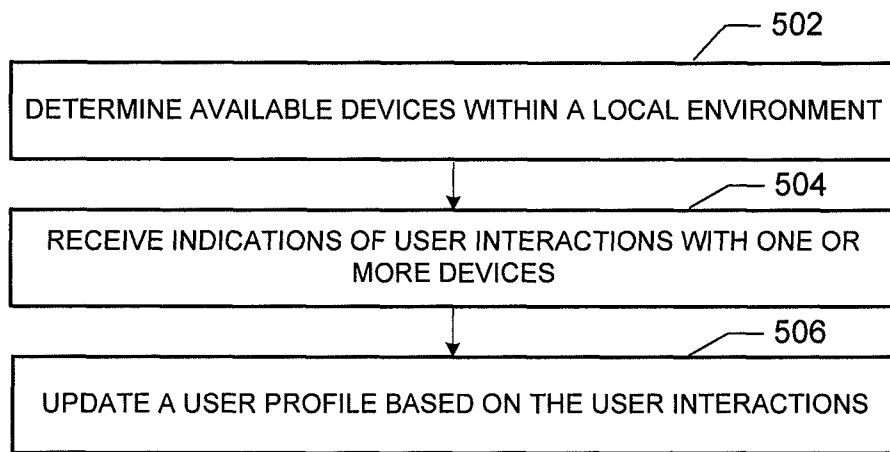 502
DETERMINE AVAILABLE DEVICES WITHIN A LOCAL ENVIRONMENT
504
RECEIVE INDICATIONS OF USER INTERACTIONS WITH ONE OR
MORE DEVICES
506
UPDATE A USER PROFILE BASED ON THE USER INTERACTIONS